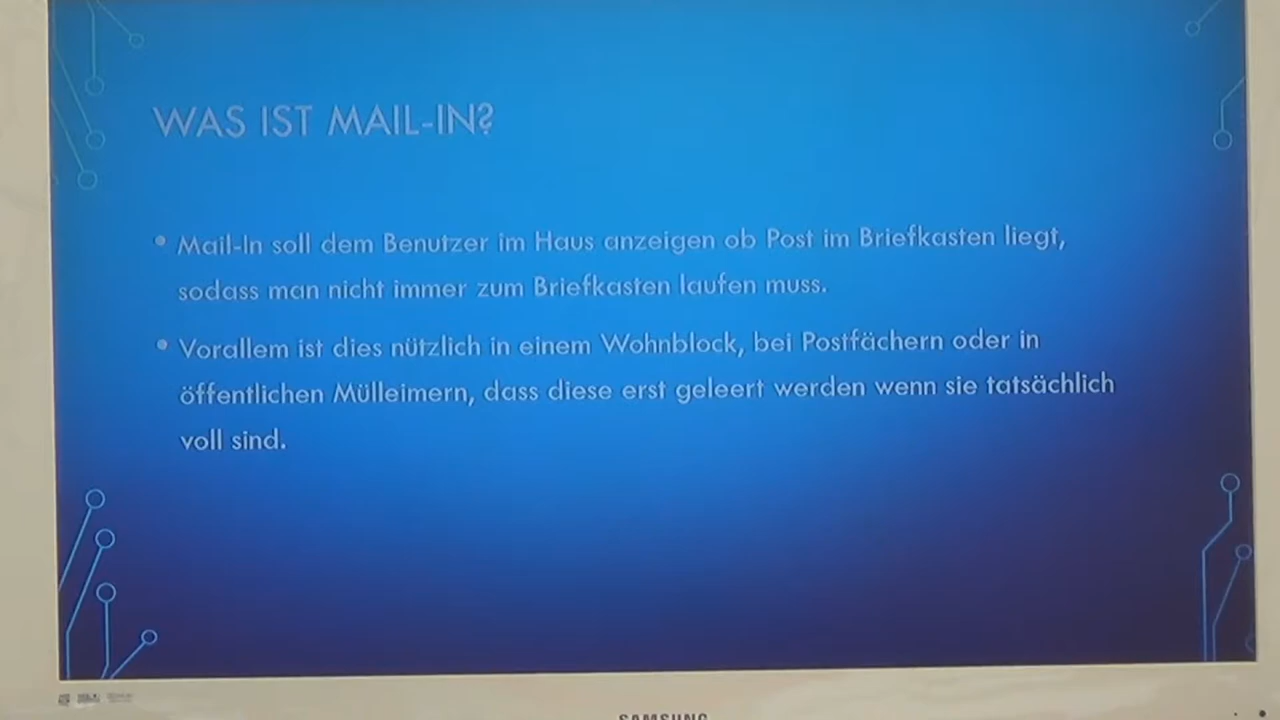 WAS IST MAIL-IN?
• Mail-In soll dem Benutzer im Haus anzeigen ob Post im Briefkasten liegt,
sodass man nicht immer zum Briefkasten laufen muss.
• Vorallem ist dies nützlich in einem Wohnblock, bei Postfächern oder in
öffentlichen Mülleimern, dass diese erst geleert werden wenn sie tatsächlich
voll sind.
SAMSUNG